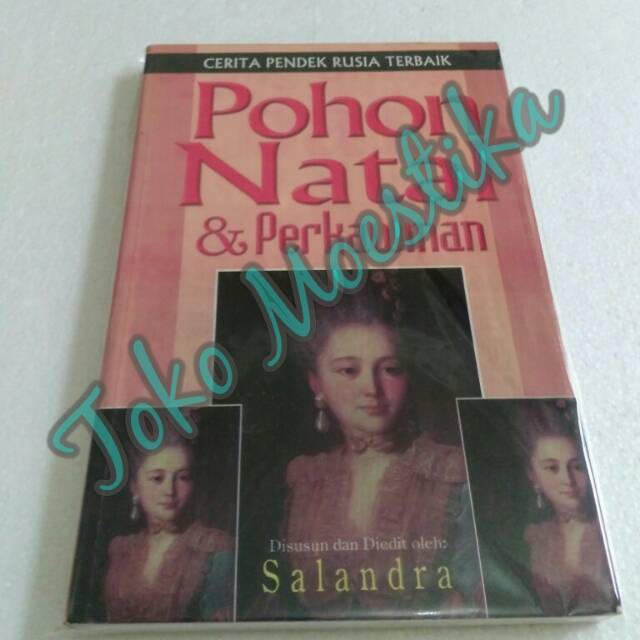 CERITA PENDEK RUSIA TERBAIK
Pohon
Natal
& Perkawinan
Toko Moestika
Disusun dan Diedit oleh:
Salandra